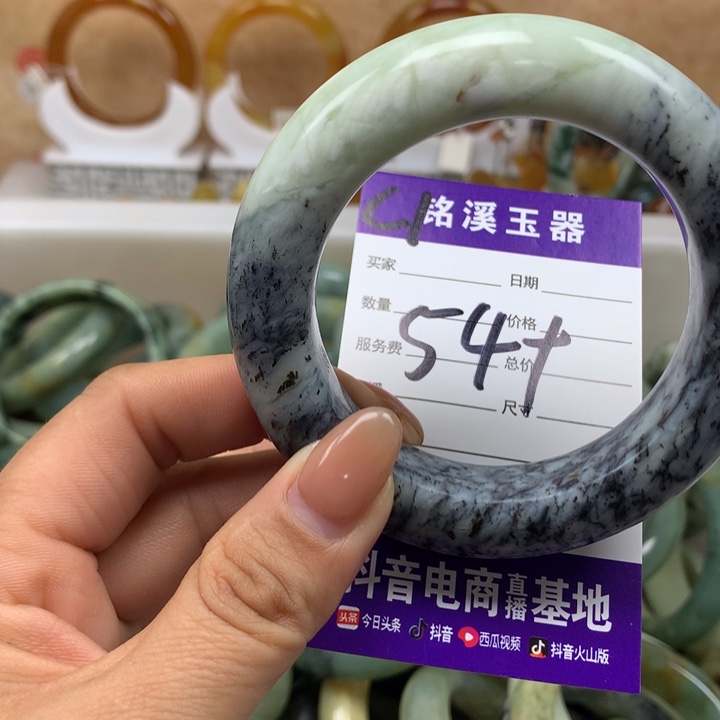 铭溪玉器
买家
日期
数量
价格
服务费
总价
尺寸
54+
抖音电商直播基地
头条 今日头条 抖音 西瓜视频 抖音火山版